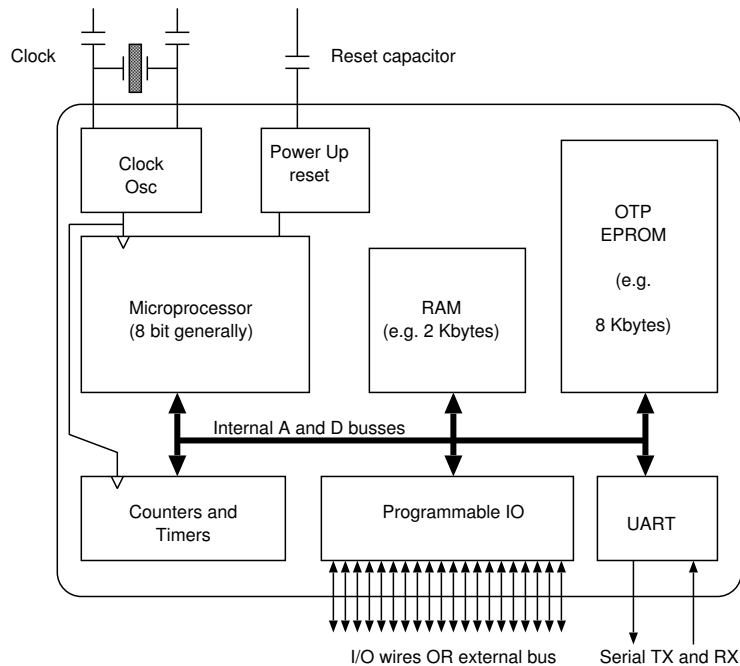 Clock
Reset capacitor
Clock
Osc
Power Up
reset
OTP
EPROM
(e.g.
8 Kbytes)
Microprocessor
(8 bit generally)
RAM
(e.g. 2 Kbytes)
Internal A and D busses
Counters and
Timers
Programmable IO
UART
I/O wires OR external bus
Serial TX and RX